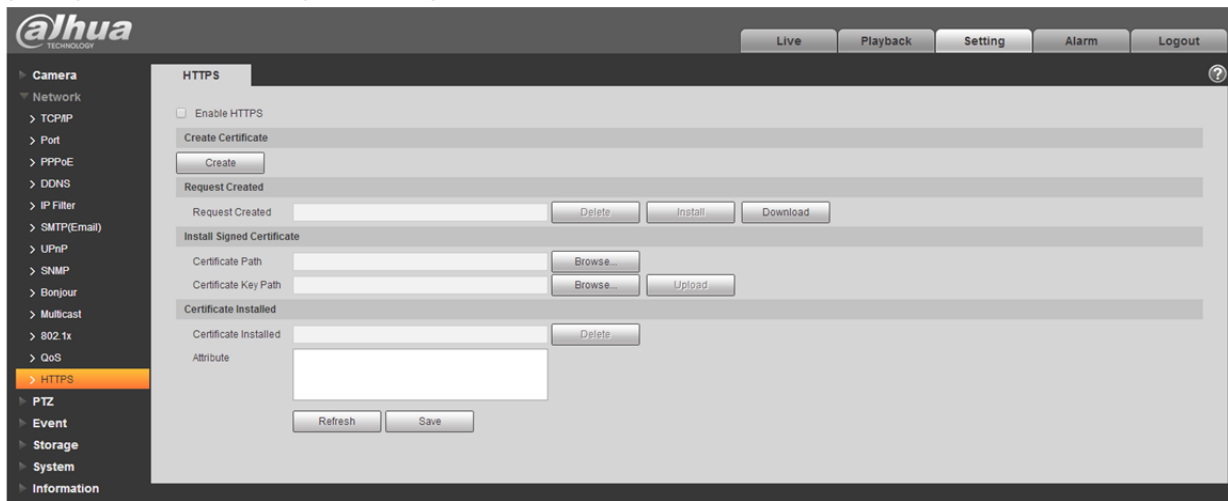 alhua
TECHNOLOGY
Live Playback Setting Alarm Logout
Camera
Network
TCP/IP
Port
PPPoE
DDNS
IP Filter
SMTP(Email)
UPnP
SNMP
Bonjour
Multicast
802.1x
QoS
HTTPS
PTZ
Event
Storage
System
Information
HTTPS
?
Enable HTTPS
Create Certificate
Create
Request Created
Request Created Delete Install Download
Install Signed Certificate
Certificate Path Browse...
Certificate Key Path Browse... Upload
Certificate Installed
Certificate Installed Delete
Attribute
Refresh Save